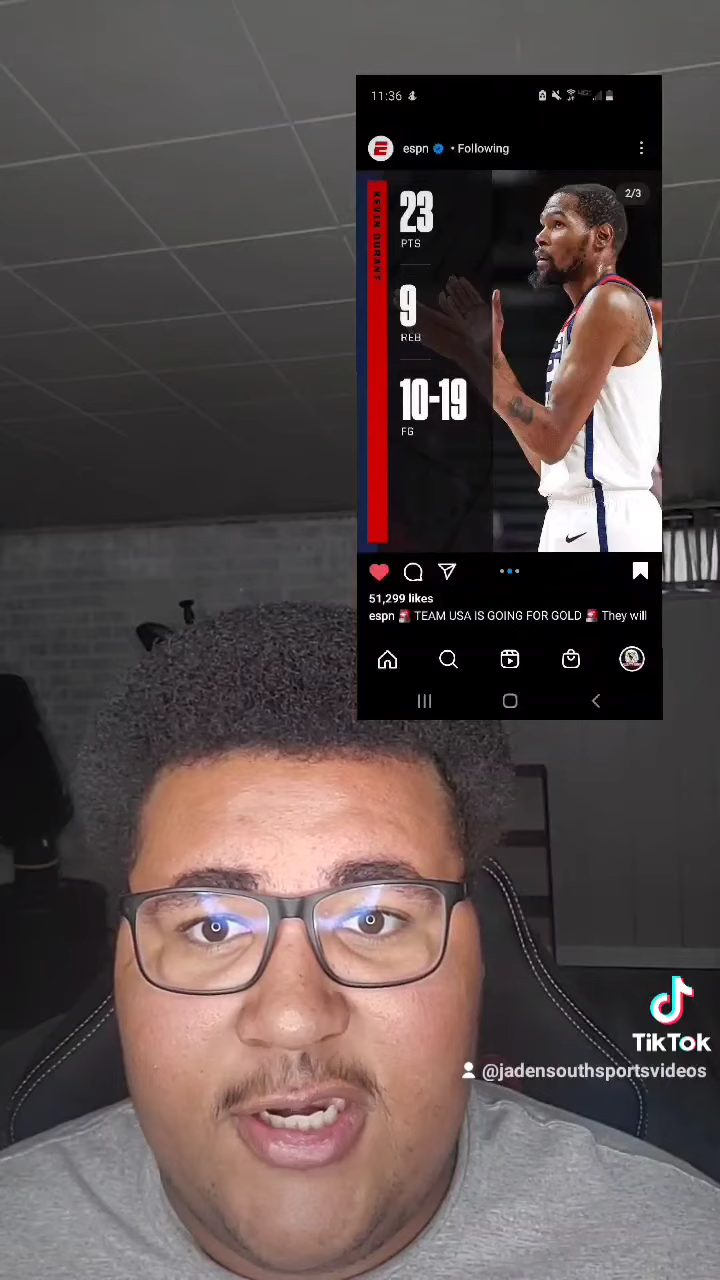 11:36
espn • Following
2/3
KEVIN DURANT
23
PTS
9
REB
10-19
FG
51,299 likes
espn 🚨 TEAM USA IS GOING FOR GOLD 🚨 They will
TikTok
@jadensouthsportsvideos